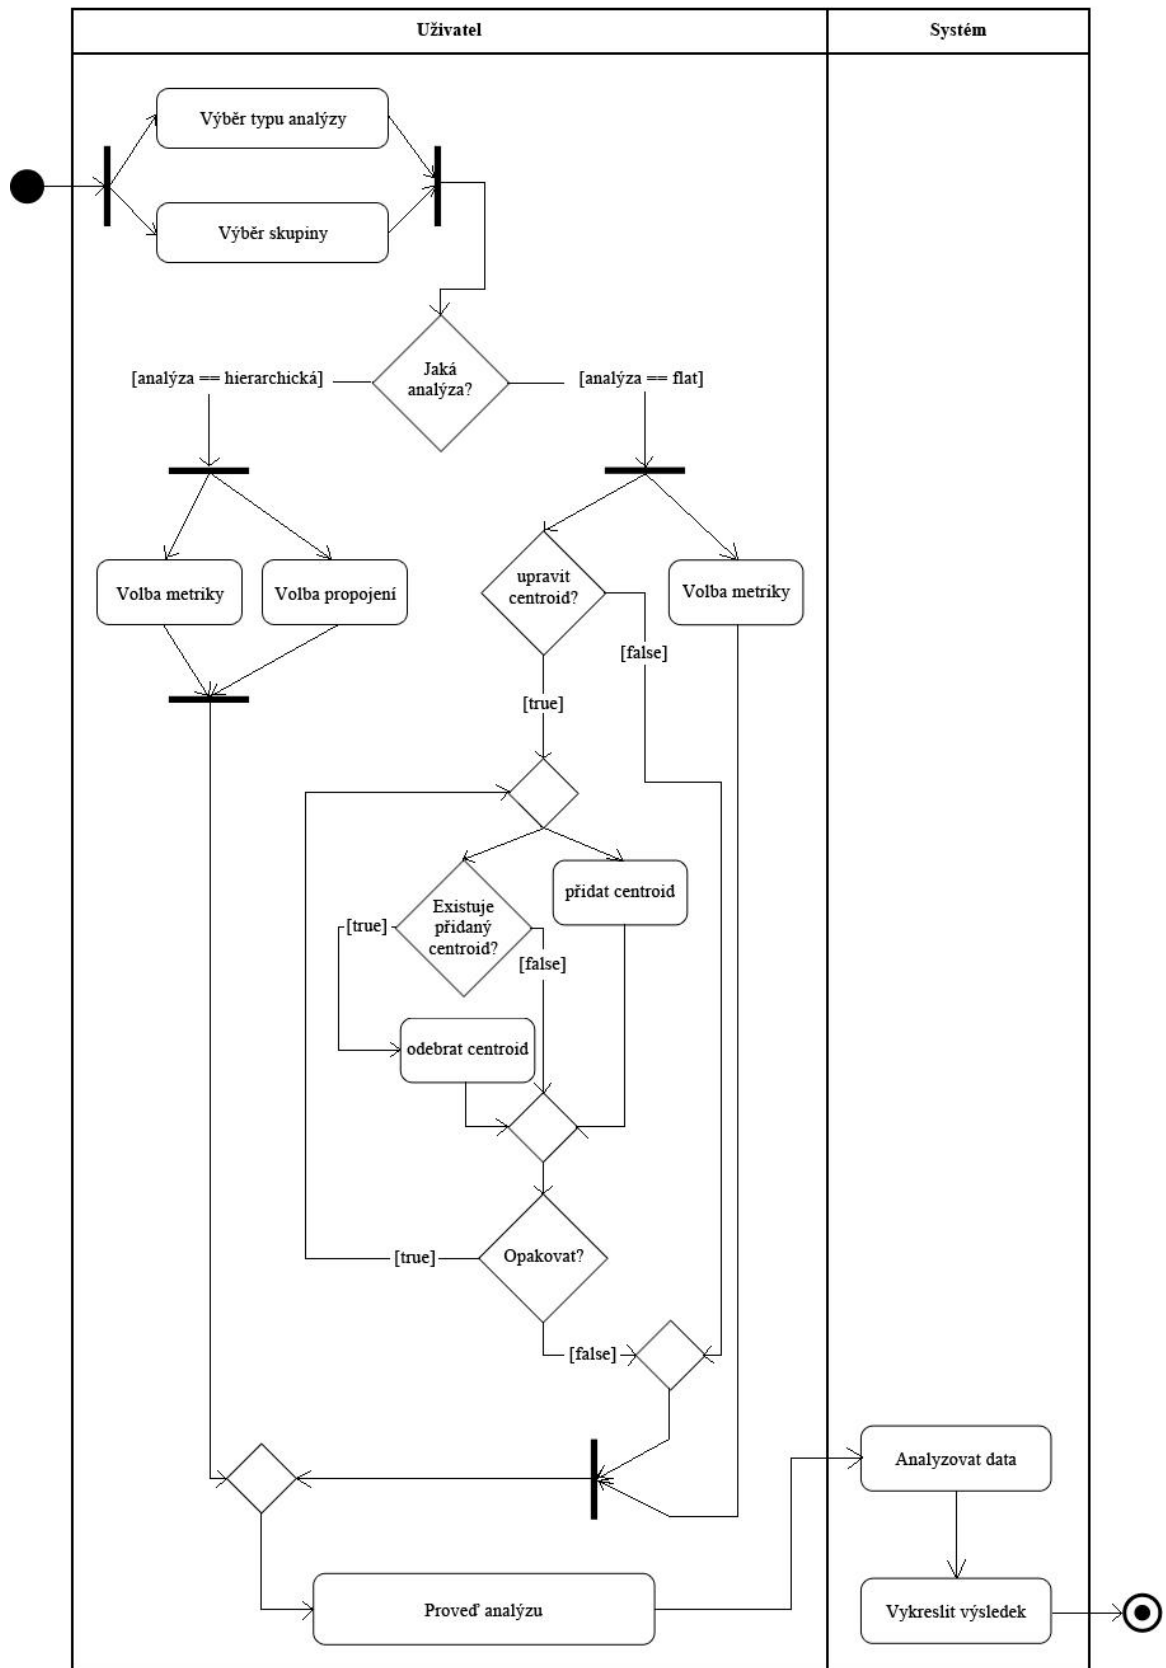 Uživatel
Systém
Výběr typu analýzy
Výběr skupiny
Jaká
analýza?
[analýza == hierarchická]
[analýza == flat]
Volba metriky
Volba propojení
upravit
centroid?
Volba metriky
[false]
[true]
Existuje
přidaný
centroid?
přidat centroid
[true]
[false]
odebrat centroid
Opakovat?
[true]
[false]
Analyzovat data
Proveď analýzu
Vykreslit výsledek